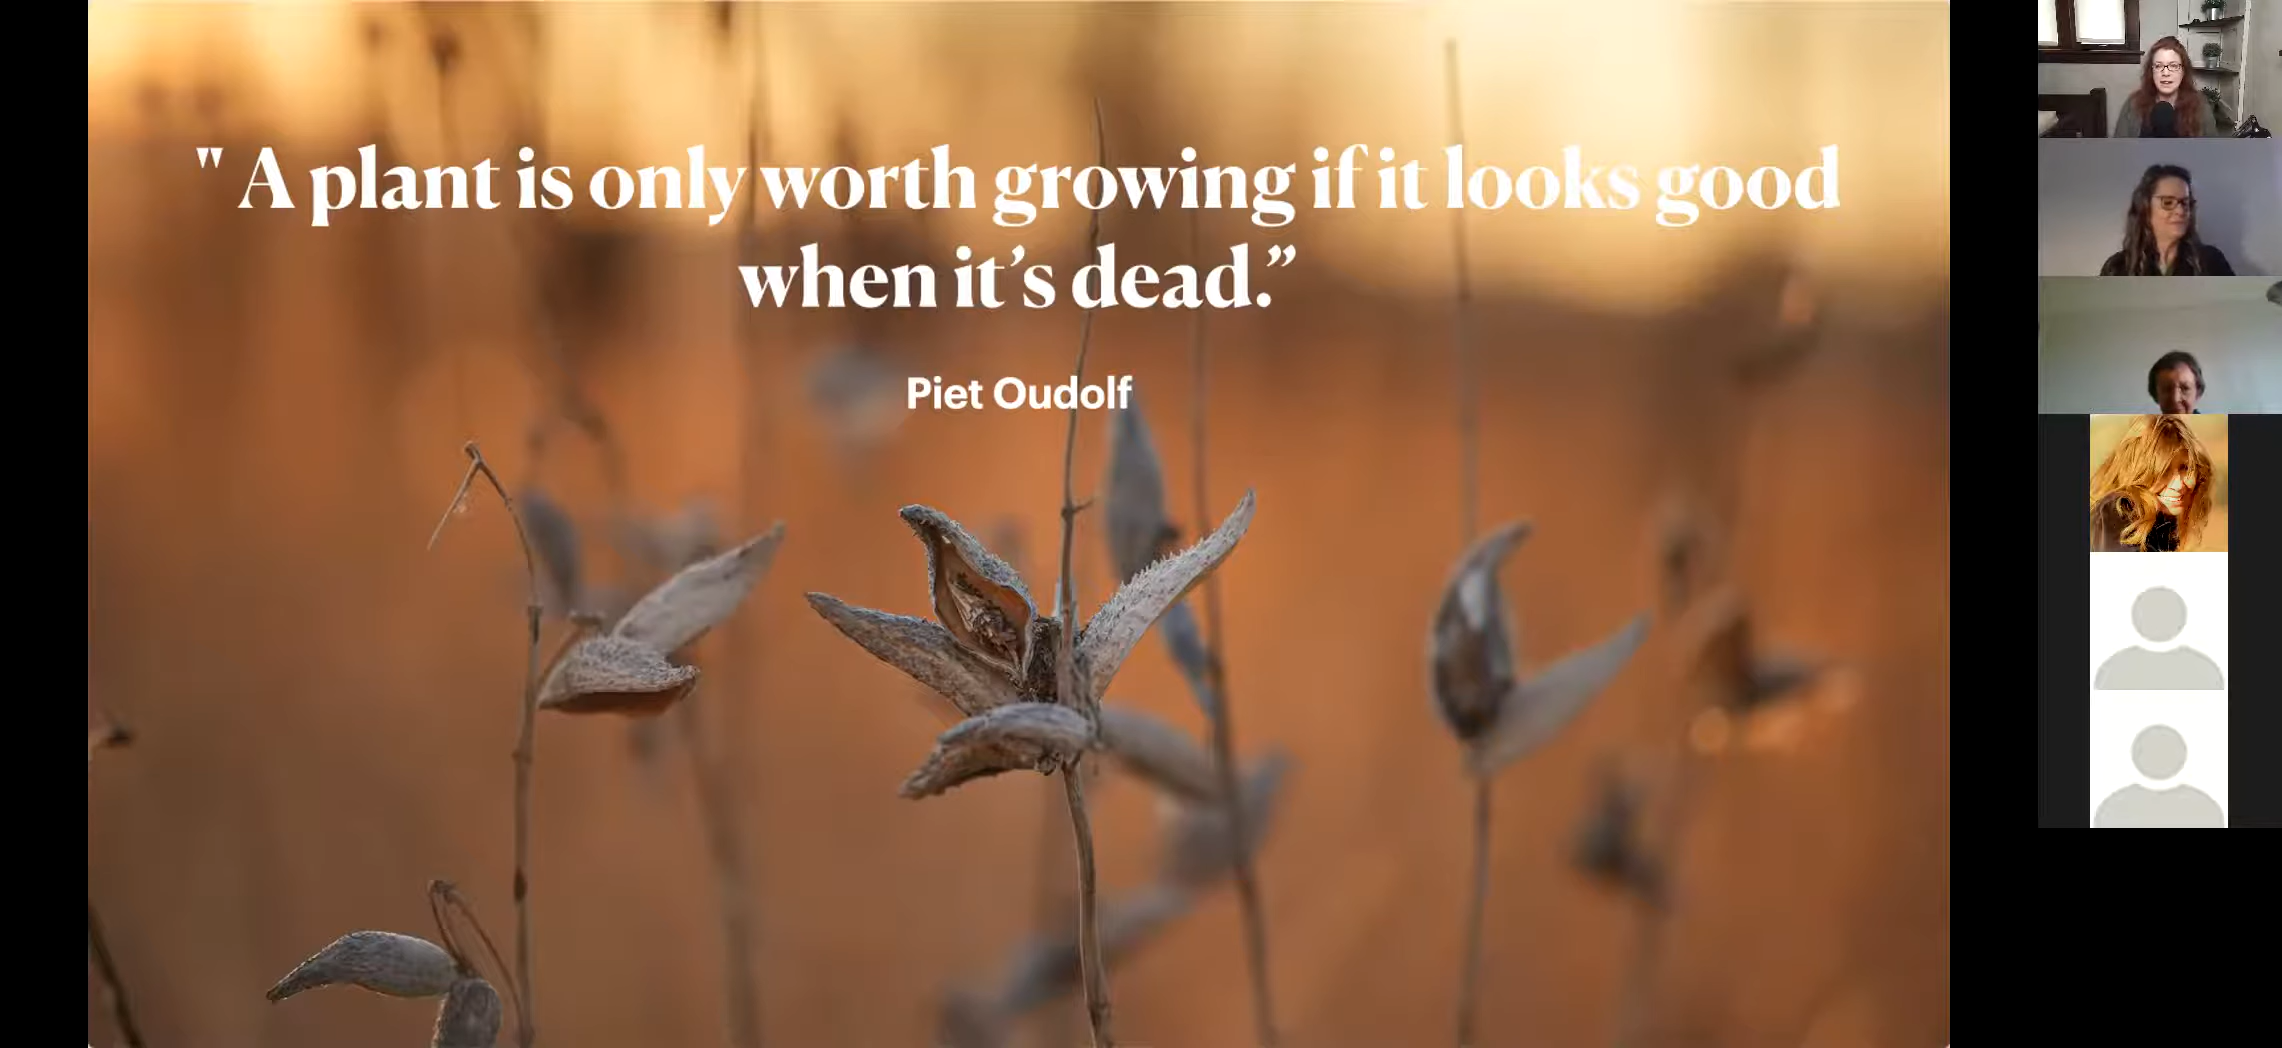 " A plant is only worth growing if it looks good
when it’s dead.”
Piet Oudolf